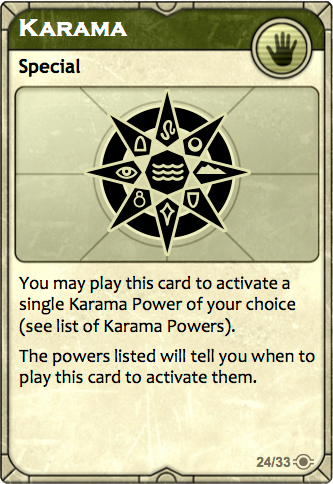 Karama
Special
You may play this card to activate a
single Karama Power of your choice
(see list of Karama Powers).
The powers listed will tell you when to
play this card to activate them.
24/33